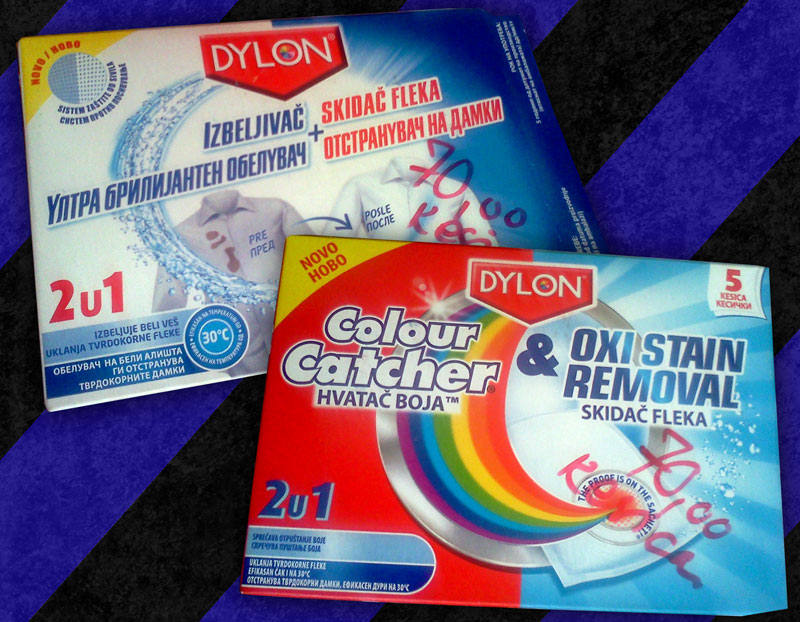 NOVO / НОВО
SISTEM ZAŠTITE OD SIVILA
СИСТЕМ ПРОТИВ ПОСИВУВАЊЕ
DYLON®
IZBELJIVAČ
УЛТРА БРИЛИЈАНТЕН ОБЕЛУВАЧ
+
SKIDAČ FLEKA
ОТСТРАНУВАЧ НА ДАМКИ
70,00
PRE
ПРЕД
POSLE
ПОСЛЕ
2u1
IZBELJUJE BELI VEŠ
UKLANJA TVRDOKORNE FLEKE
ОБЕЛУВАЧ НА БЕЛИ АЛИШТА
ГИ ОТСТРАНУВА
ТВРДОКОРНИТЕ ДАМКИ
30°C
NOVO
НОВО
DYLON®
5
KESICA
КЕСИЧКИ
Colour
Catcher®
HVATAČ BOJA™
&
OXI STAIN
REMOVAL
SKIDAČ FLEKA
70,00
THE PROOF IS ON THE SACHET!
2u1
SPREČAVA OTPUŠTANJE BOJE
СПРЕЧУВА ПУШТАЊЕ БОЈА
UKLANJA TVRDOKORNE FLEKE
EFIKASAN ČAK I NA 30°C
ОТСТРАНУВА ТВРДОКОРНИ ДАМКИ, ЕФИКАСЕН ДУРИ НА 30°C